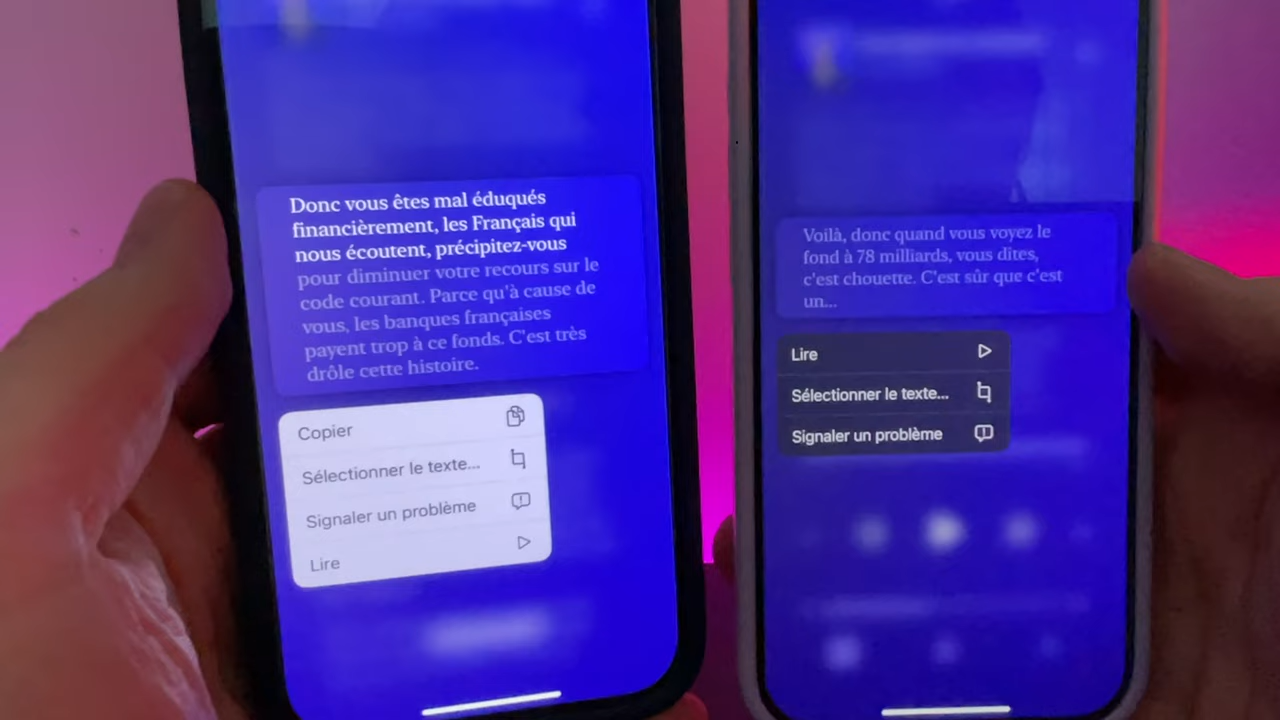 Donc vous êtes mal éduqués
financièrement, les Français qui
nous écoutent, précipitez-vous
pour diminuer votre recours sur le
code courant. Parce qu'à cause de
vous, les banques françaises
payent trop à ce fonds. C'est très
drôle cette histoire.
Copier
Sélectionner le texte...
Signaler un problème
Lire
Voilà, donc quand vous voyez le
fond à 78 milliards, vous dites,
c'est chouette. C'est sûr que c'est
un...
Lire
Sélectionner le texte...
Signaler un problème